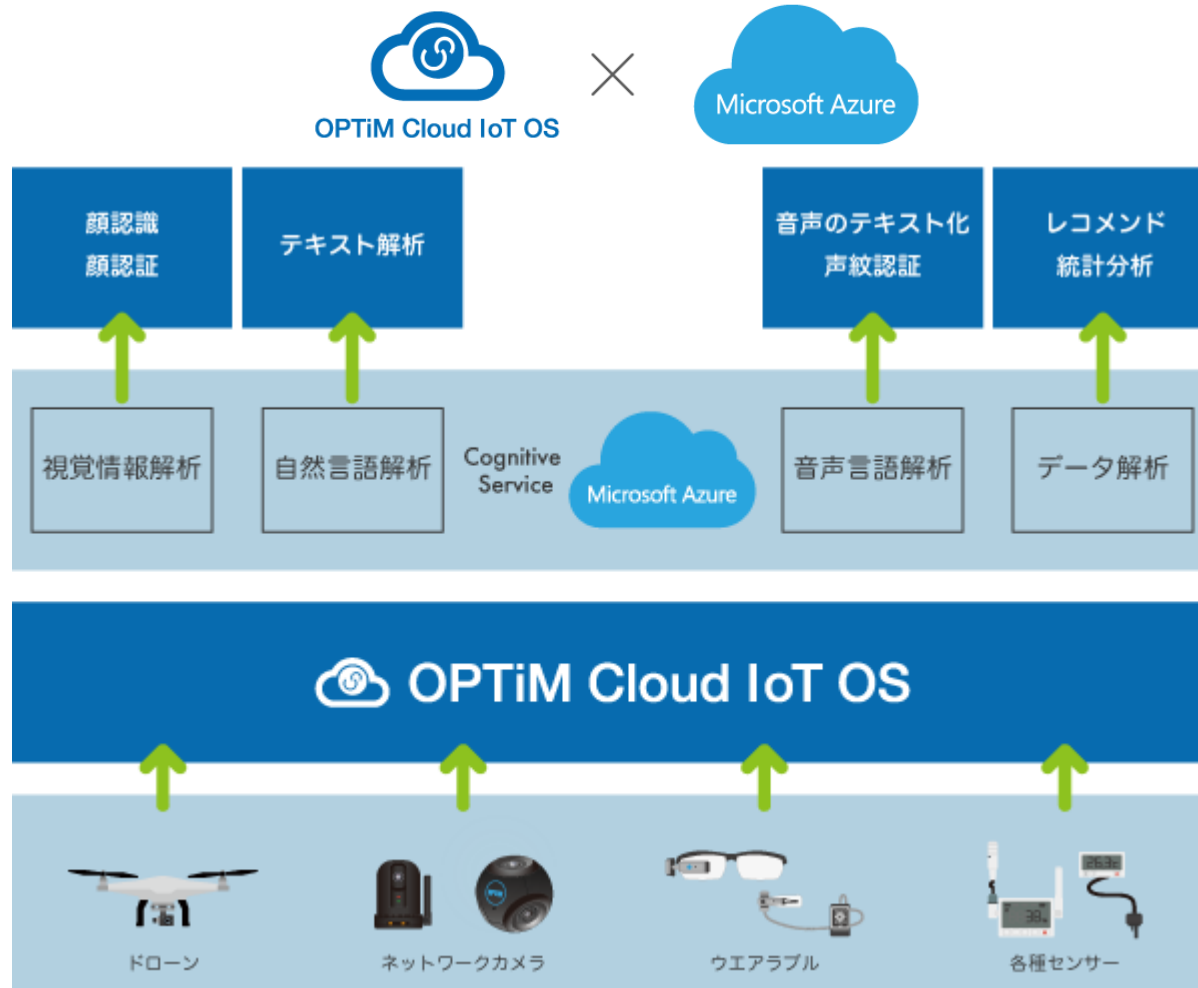 OPTiM Cloud IoT OS
Microsoft Azure
顔認識
顔認証
テキスト解析
音声のテキスト化
声紋認証
レコメンド
統計分析
視覚情報解析
自然言語解析
Cognitive
Service
Microsoft Azure
音声言語解析
データ解析
OPTiM Cloud IoT OS
OPTiM
ドローン
ネットワークカメラ
ウエアラブル
各種センサー